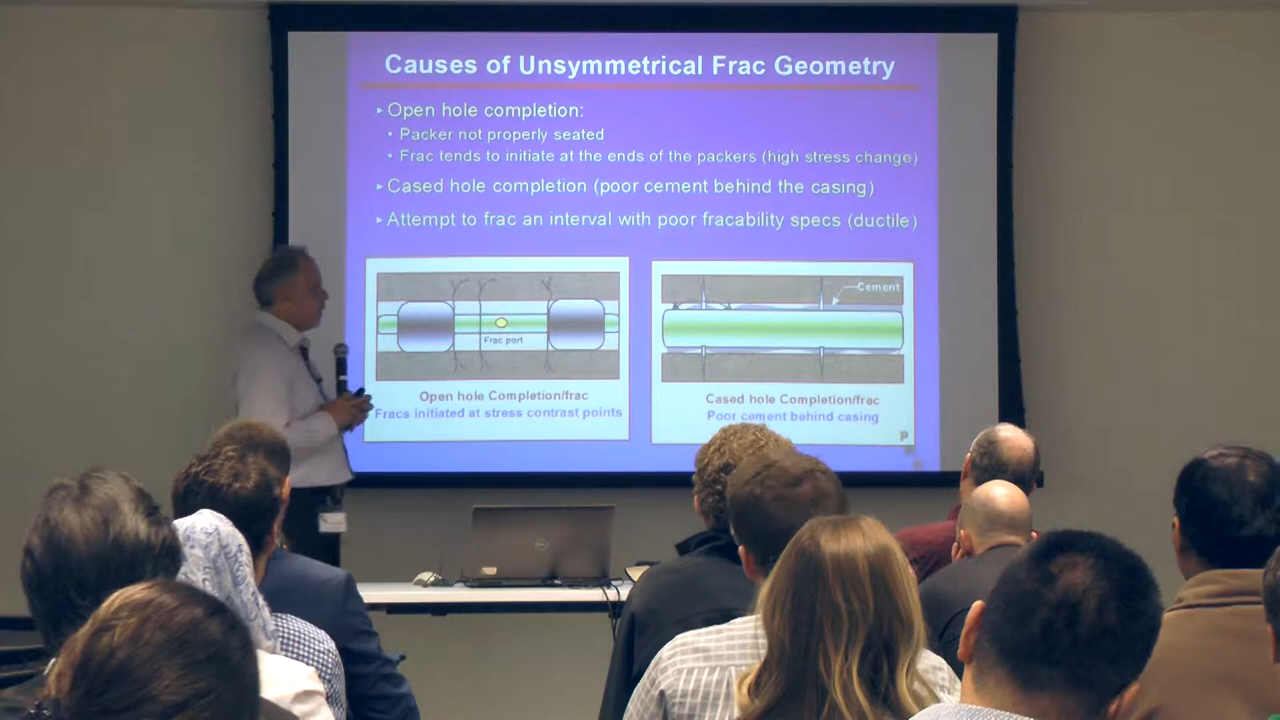 Causes of Unsymmetrical Frac Geometry
▸ Open hole completion:
• Packer not properly seated
• Frac tends to initiate at the ends of the packers (high stress change)
▸ Cased hole completion (poor cement behind the casing)
▸ Attempt to frac an interval with poor fracability specs (ductile)
Frac port
Open hole Completion/frac
Fracs initiated at stress contrast points
Cement
Cased hole Completion/frac
Poor cement behind casing
P